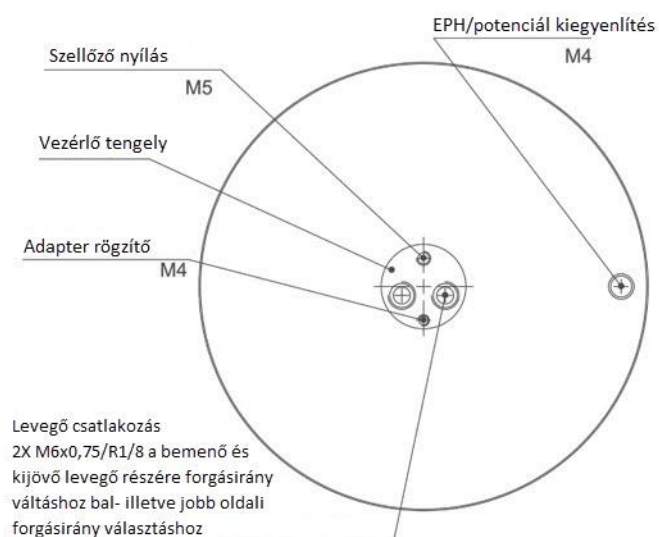 EPH/potenciál kiegyenlítés
M4
Szellőző nyílás
M5
Vezérlő tengely
Adapter rögzítő
M4
Levegő csatlakozás
2X M6x0,75/R1/8 a bemenő és
kijövő levegő részére forgásirány
váltáshoz bal- illetve jobb oldali
forgásirány választáshoz